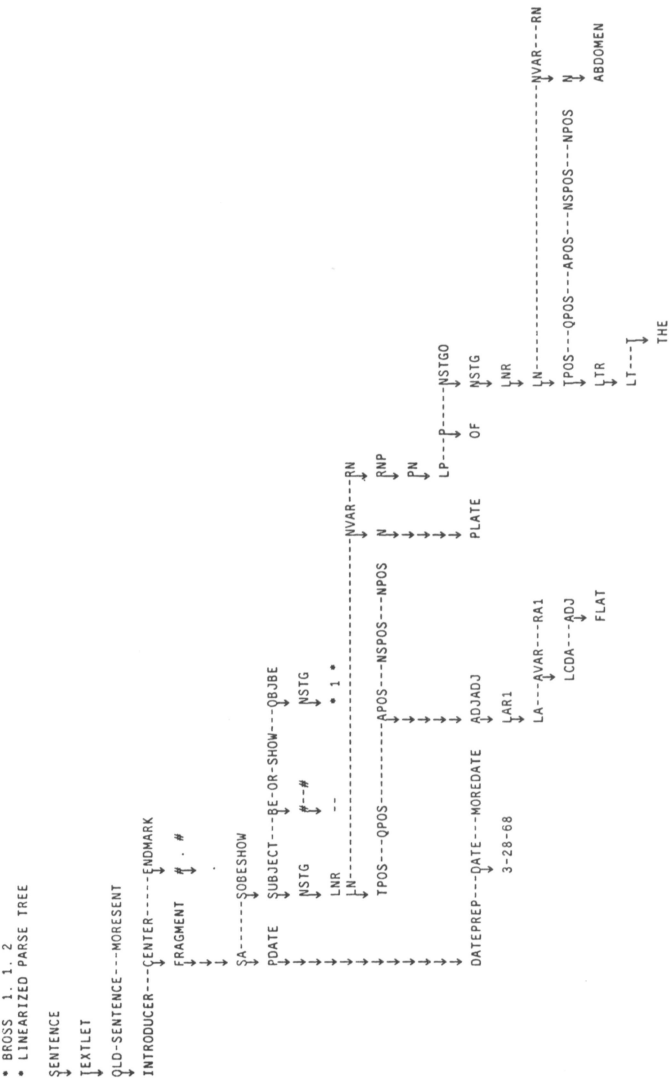 * BROSS 1. 1. 2
* LINEARIZED PARSE TREE
SENTENCE
TEXTLET
OLD-SENTENCE---MORESENT
INTRODUCER---CENTER------ENDMARK
FRAGMENT # . #
.
SA------SOBESHOW
PDATE SUBJECT---BE-OR-SHOW---OBJBE
NSTG #--# NSTG
LNR -- * 1 *
LN------------------------------------NVAR---RN
TPOS---QPOS---------APOS---NSPOS---NPOS N RNP
PN
LP---P-----NSTGO
DATEPREP---DATE---MOREDATE ADJADJ PLATE OF NSTG
3-28-68 LAR1 LNR
LA---AVAR---RA1 LN------------------------------NVAR---RN
LCDA---ADJ TPOS---QPOS---APOS---NSPOS---NPOS N
FLAT LTR ABDOMEN
LT---T
THE